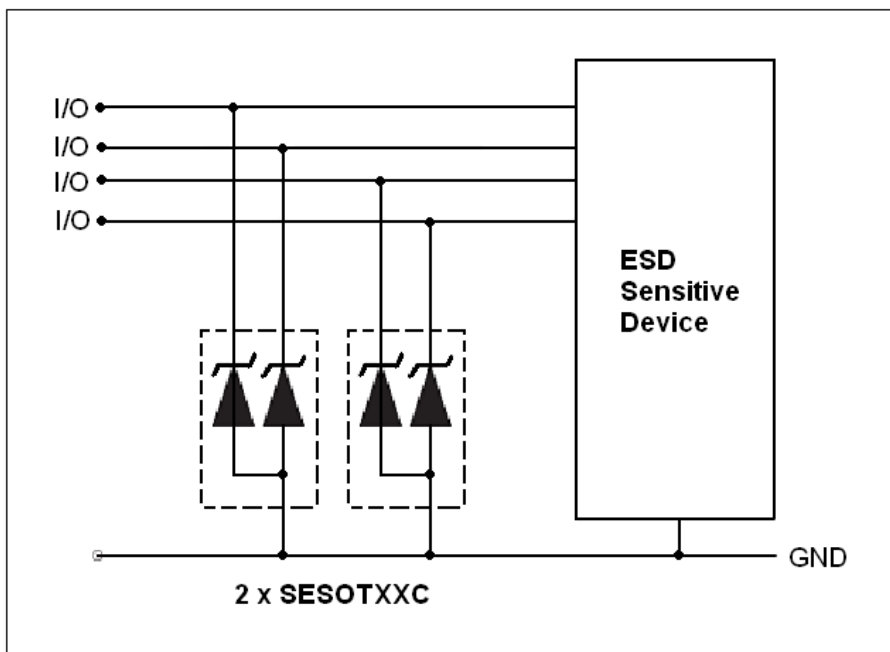 I/O
I/O
I/O
I/O
ESD
Sensitive
Device
GND
2 x SESOTXXC